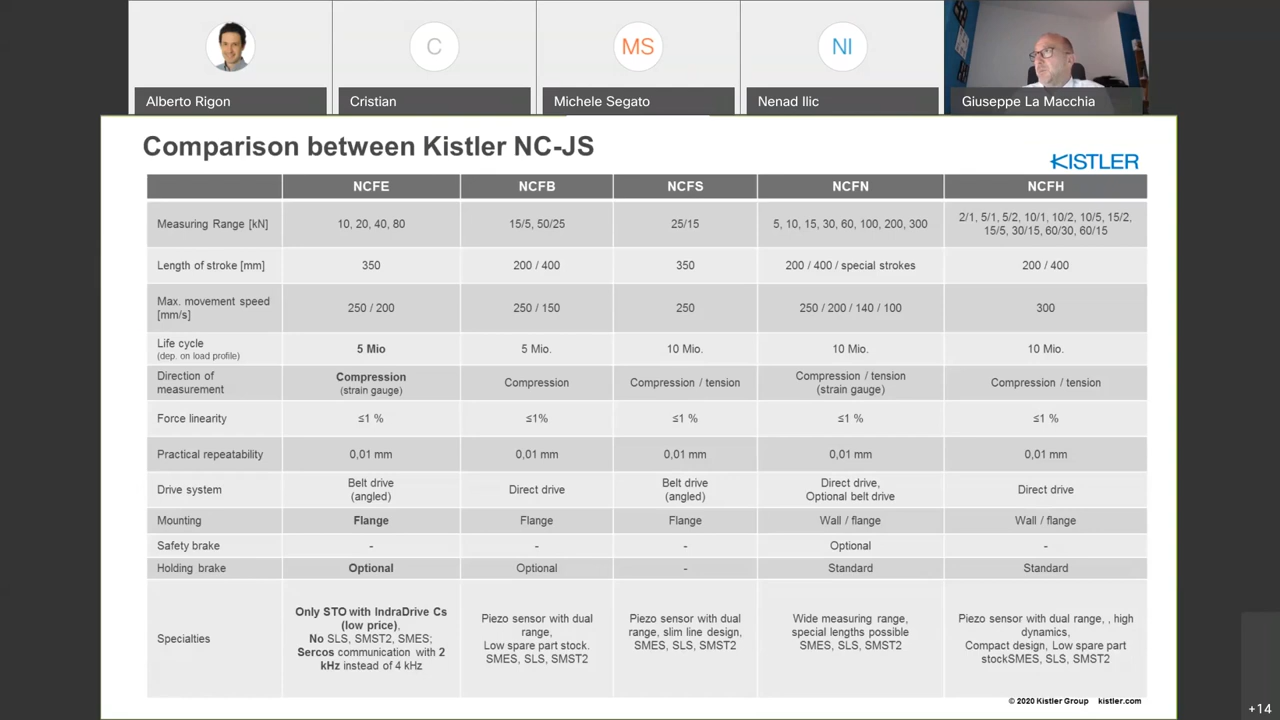 C
MS
NI
Alberto Rigon
Cristian
Michele Segato
Nenad Ilic
Giuseppe La Macchia
Comparison between Kistler NC-JS
KISTLER
NCFE NCFB NCFS NCFN NCFH
Measuring Range [kN] 10, 20, 40, 80 15/5, 50/25 25/15 5, 10, 15, 30, 60, 100, 200, 300 2/1, 5/1, 5/2, 10/1, 10/2, 10/5, 15/2,
15/5, 30/15, 60/30, 60/15
Length of stroke [mm] 350 200 / 400 350 200 / 400 / special strokes 200 / 400
Max. movement speed
[mm/s] 250 / 200 250 / 150 250 250 / 200 / 140 / 100 300
Life cycle
(dep. on load profile) 5 Mio 5 Mio. 10 Mio. 10 Mio. 10 Mio.
Direction of
measurement
Compression
(strain gauge)
Compression
Compression / tension
Compression / tension
(strain gauge)
Compression / tension
Force linearity ≤1 % ≤1% ≤1 % ≤1 % ≤1 %
Practical repeatability 0,01 mm 0,01 mm 0,01 mm 0,01 mm 0,01 mm
Drive system
Belt drive
(angled)
Direct drive
Belt drive
(angled)
Direct drive,
Optional belt drive
Direct drive
Mounting Flange Flange Flange Wall / flange Wall / flange
Safety brake - - - Optional -
Holding brake Optional Optional - Standard Standard
Specialties
Only STO with IndraDrive Cs
(low price),
No SLS, SMST2, SMES;
Sercos communication with 2
kHz instead of 4 kHz
Piezo sensor with dual
range,
Low spare part stock.
SMES, SLS, SMST2
Piezo sensor with dual
range, slim line design,
SMES, SLS, SMST2
Wide measuring range,
special lengths possible
SMES, SLS, SMST2
Piezo sensor with dual range, , high
dynamics,
Compact design, Low spare part
stockSMES, SLS, SMST2
© 2020 Kistler Group kistler.com
+14